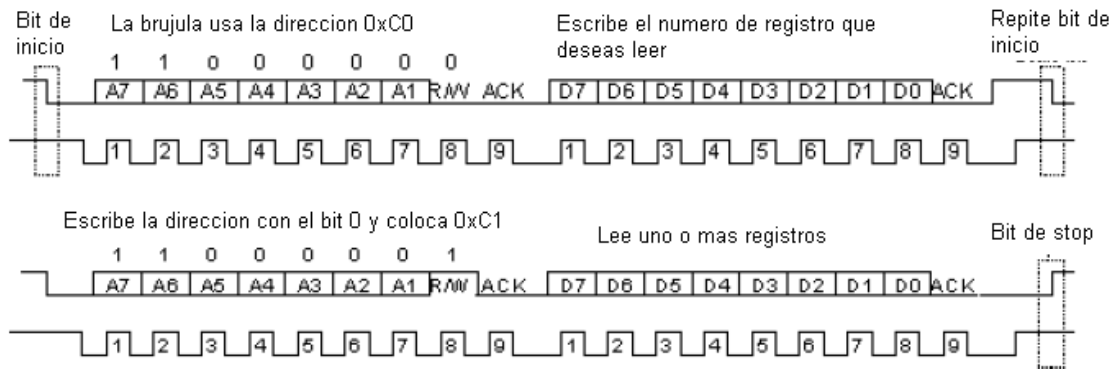 Bit de
inicio
La brujula usa la direccion 0xC0
Escribe el numero de registro que
deseas leer
Repite bit de
inicio
1 1 0 0 0 0 0 0
A7 A6 A5 A4 A3 A2 A1 R/W ACK D7 D6 D5 D4 D3 D2 D1 D0 ACK
1 2 3 4 5 6 7 8 9 1 2 3 4 5 6 7 8 9
Escribe la direccion con el bit 0 y coloca 0xC1
Lee uno o mas registros
Bit de stop
1 1 0 0 0 0 0 1
A7 A6 A5 A4 A3 A2 A1 R/W ACK D7 D6 D5 D4 D3 D2 D1 D0 ACK
1 2 3 4 5 6 7 8 9 1 2 3 4 5 6 7 8 9